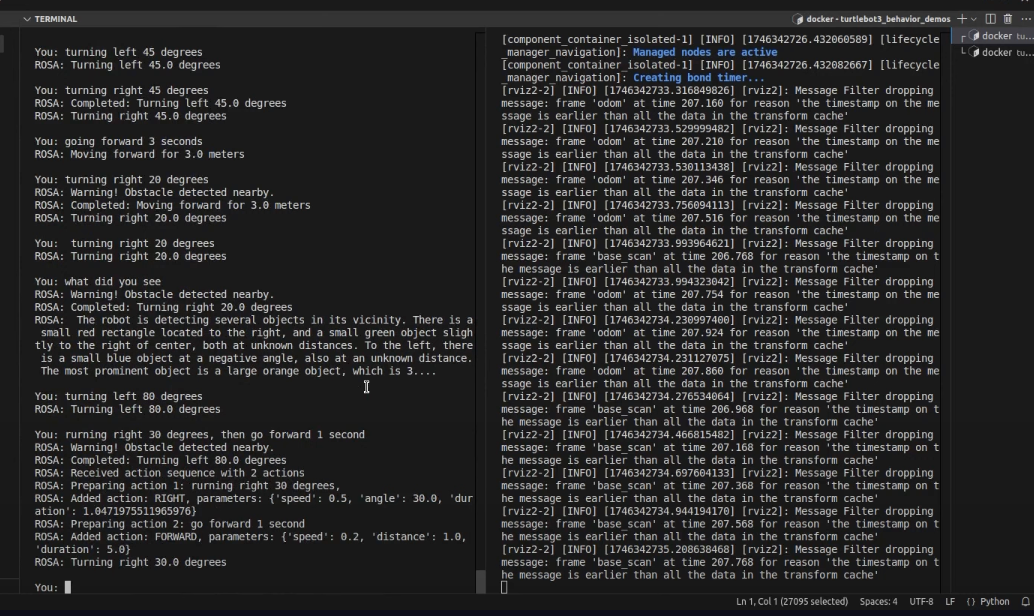 TERMINAL
docker - turtlebot3_behavior_demos
docker tu...
docker tu...
You: turning left 45 degrees
ROSA: Turning left 45.0 degrees
You: turning right 45 degrees
ROSA: Completed: Turning left 45.0 degrees
ROSA: Turning right 45.0 degrees
You: going forward 3 seconds
ROSA: Moving forward for 3.0 meters
You: turning right 20 degrees
ROSA: Warning! Obstacle detected nearby.
ROSA: Completed: Moving forward for 3.0 meters
ROSA: Turning right 20.0 degrees
You:  turning right 20 degrees
ROSA: Turning right 20.0 degrees
You: what did you see
ROSA: Warning! Obstacle detected nearby.
ROSA: Completed: Turning right 20.0 degrees
ROSA:  The robot is detecting several objects in its vicinity. There is a
small red rectangle located to the right, and a small green object sligh
tly to the right of center, both at unknown distances. To the left, there
is a small blue object at a negative angle, also at an unknown distance.
The most prominent object is a large orange object, which is 3....
You: turning left 80 degrees
ROSA: Turning left 80.0 degrees
You: rurning right 30 degrees, then go forward 1 second
ROSA: Warning! Obstacle detected nearby.
ROSA: Completed: Turning left 80.0 degrees
ROSA: Received action sequence with 2 actions
ROSA: Preparing action 1: rurning right 30 degrees,
ROSA: Added action: RIGHT, parameters: {'speed': 0.5, 'angle': 30.0, 'dur
ation': 1.0471975511965976}
ROSA: Preparing action 2: go forward 1 second
ROSA: Added action: FORWARD, parameters: {'speed': 0.2, 'distance': 1.0,
'duration': 5.0}
ROSA: Turning right 30.0 degrees
You:
[component_container_isolated-1] [INFO] [1746342726.432060589] [lifecycle
_manager_navigation]: Managed nodes are active
[component_container_isolated-1] [INFO] [1746342726.432082667] [lifecycle
_manager_navigation]: Creating bond timer...
[rviz2-2] [INFO] [1746342733.316849826] [rviz2]: Message Filter dropping
message: frame 'odom' at time 207.160 for reason 'the timestamp on the me
ssage is earlier than all the data in the transform cache'
[rviz2-2] [INFO] [1746342733.529999482] [rviz2]: Message Filter dropping
message: frame 'odom' at time 207.210 for reason 'the timestamp on the me
ssage is earlier than all the data in the transform cache'
[rviz2-2] [INFO] [1746342733.530113438] [rviz2]: Message Filter dropping
message: frame 'odom' at time 207.346 for reason 'the timestamp on the me
ssage is earlier than all the data in the transform cache'
[rviz2-2] [INFO] [1746342733.756094113] [rviz2]: Message Filter dropping
message: frame 'odom' at time 207.516 for reason 'the timestamp on the me
ssage is earlier than all the data in the transform cache'
[rviz2-2] [INFO] [1746342733.993964621] [rviz2]: Message Filter dropping
message: frame 'base_scan' at time 206.768 for reason 'the timestamp on t
he message is earlier than all the data in the transform cache'
[rviz2-2] [INFO] [1746342733.994323042] [rviz2]: Message Filter dropping
message: frame 'odom' at time 207.754 for reason 'the timestamp on the me
ssage is earlier than all the data in the transform cache'
[rviz2-2] [INFO] [1746342734.230997400] [rviz2]: Message Filter dropping
message: frame 'odom' at time 207.924 for reason 'the timestamp on the me
ssage is earlier than all the data in the transform cache'
[rviz2-2] [INFO] [1746342734.231127075] [rviz2]: Message Filter dropping
message: frame 'odom' at time 207.860 for reason 'the timestamp on the me
ssage is earlier than all the data in the transform cache'
[rviz2-2] [INFO] [1746342734.276534064] [rviz2]: Message Filter dropping
message: frame 'base_scan' at time 206.968 for reason 'the timestamp on t
he message is earlier than all the data in the transform cache'
[rviz2-2] [INFO] [1746342734.466815482] [rviz2]: Message Filter dropping
message: frame 'base_scan' at time 207.168 for reason 'the timestamp on t
he message is earlier than all the data in the transform cache'
[rviz2-2] [INFO] [1746342734.697604133] [rviz2]: Message Filter dropping
message: frame 'base_scan' at time 207.368 for reason 'the timestamp on t
he message is earlier than all the data in the transform cache'
[rviz2-2] [INFO] [1746342734.944194170] [rviz2]: Message Filter dropping
message: frame 'base_scan' at time 207.568 for reason 'the timestamp on t
he message is earlier than all the data in the transform cache'
[rviz2-2] [INFO] [1746342735.208638468] [rviz2]: Message Filter dropping
message: frame 'base_scan' at time 207.768 for reason 'the timestamp on t
he message is earlier than all the data in the transform cache'
Ln 1, Col 1 (27095 selected) Spaces: 4 UTF-8 LF {} Python